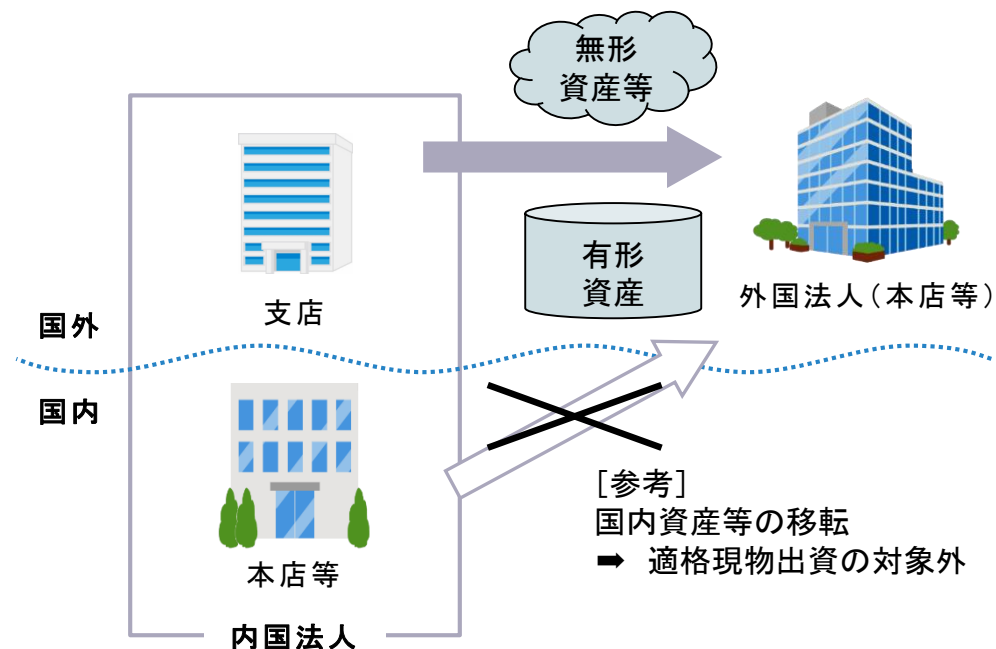 無形
資産等
有形
資産
支店
外国法人（本店等）
国外
国内
［参考］
国内資産等の移転
➡ 適格現物出資の対象外
本店等
内国法人